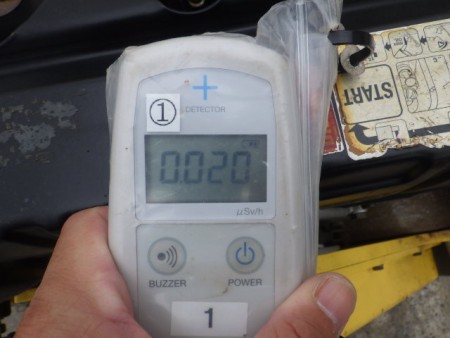 ①
DETECTOR
0.020
μSv/h
BUZZER
POWER
1
START